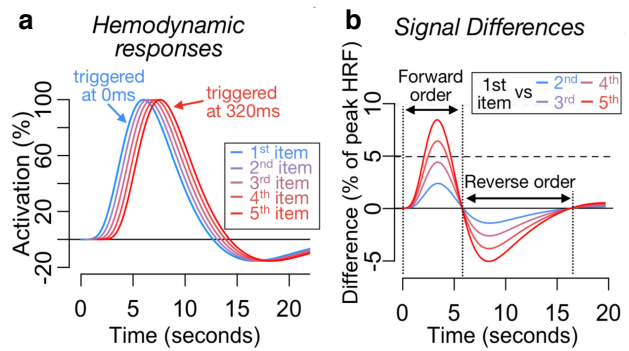 a
Hemodynamic
responses
triggered
at 0ms
triggered
at 320ms
Activation (%)
100
60
20
0
-20
1st item
2nd item
3rd item
4th item
5th item
0 5 10 15 20
Time (seconds)
b
Signal Differences
Forward
order
1st
item vs
2nd 4th
3rd 5th
Reverse order
Difference (% of peak HRF)
10
5
0
-5
0 5 10 15 20
Time (seconds)